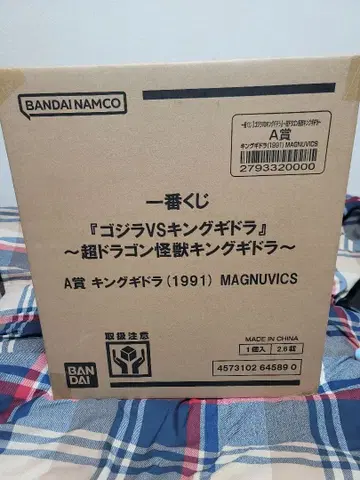 BANDAI NAMCO
A賞
キングギドラ(1991) MAGNUVICS
2793320000
一番くじ
『ゴジラVSキングギドラ』
～超ドラゴン怪獣キングギドラ～
A賞 キングギドラ(1991) MAGNUVICS
取扱注意
MADE IN CHINA
1個入
BAN
DAI
4573102 64589 0